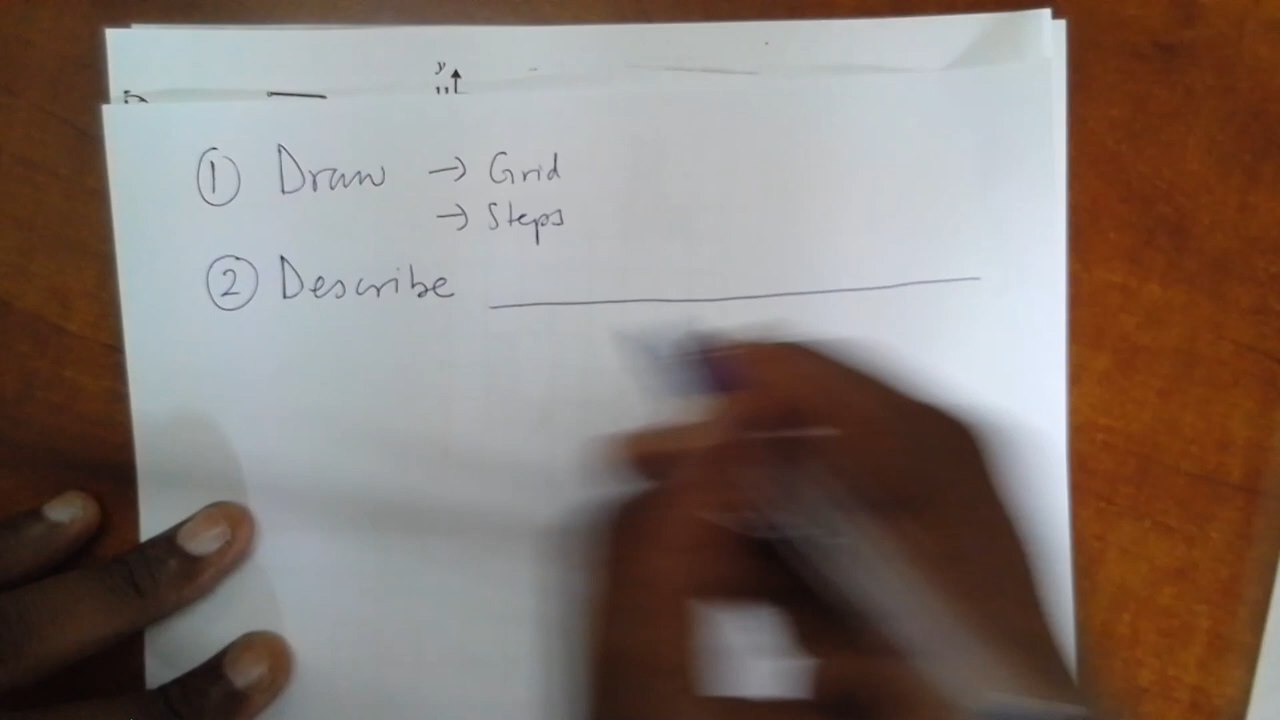 y
① Draw → Grid
→ Steps
② Describe